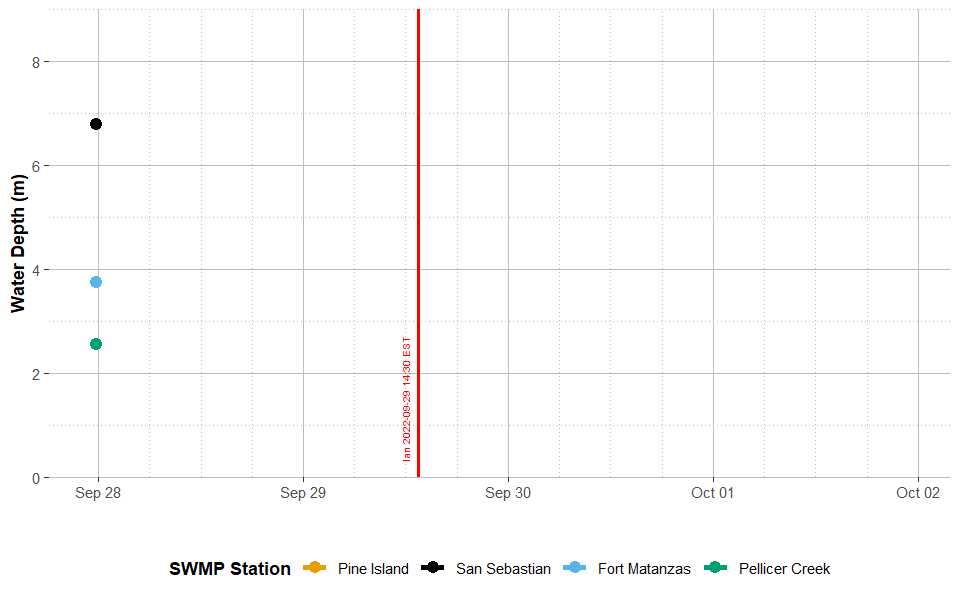 Water Depth (m)
8
6
4
2
0
Ian 2022-09-29 14:30 EST
Sep 28 Sep 29 Sep 30 Oct 01 Oct 02
SWMP Station Pine Island San Sebastian Fort Matanzas Pellicer Creek